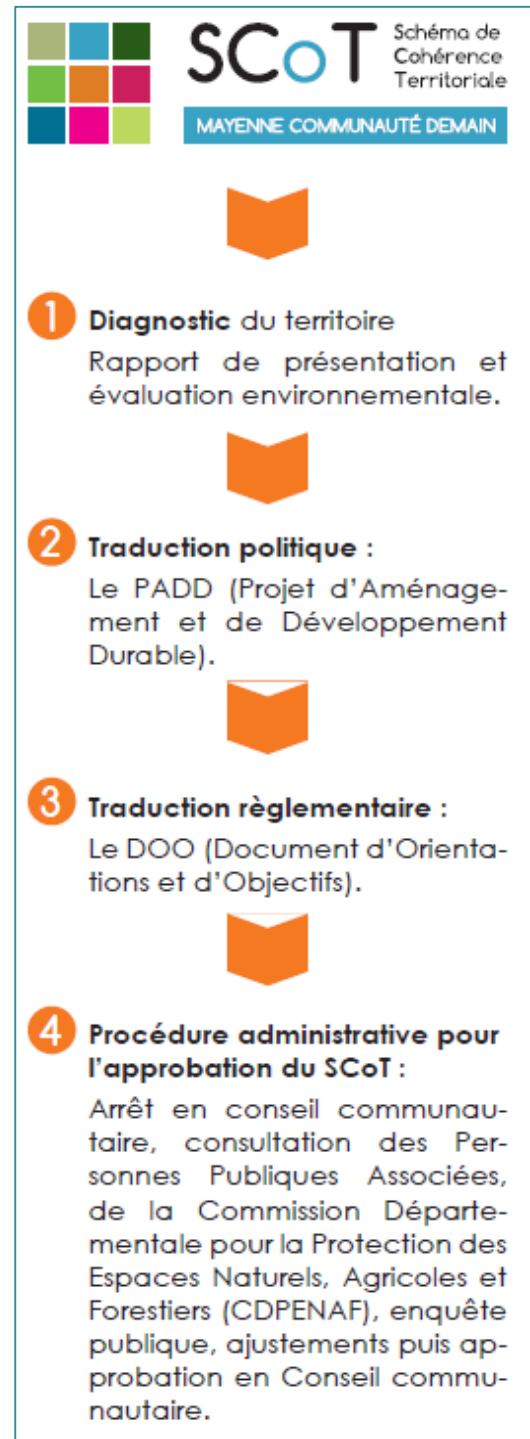 SCoT
Schéma de
Cohérence
Territoriale
MAYENNE COMMUNAUTÉ DEMAIN
1 Diagnostic du territoire
Rapport de présentation et
évaluation environnementale.
2 Traduction politique :
Le PADD (Projet d'Aménage-
ment et de Développement
Durable).
3 Traduction règlementaire :
Le DOO (Document d'Orienta-
tions et d'Objectifs).
4 Procédure administrative pour
l'approbation du SCoT :
Arrêt en conseil communau-
taire, consultation des Per-
sonnes Publiques Associées,
de la Commission Départe-
mentale pour la Protection des
Espaces Naturels, Agricoles et
Forestiers (CDPENAF), enquête
publique, ajustements puis ap-
probation en Conseil commu-
nautaire.